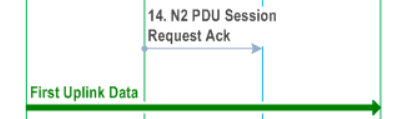 14. N2 PDU Session
Request Ack
First Uplink Data